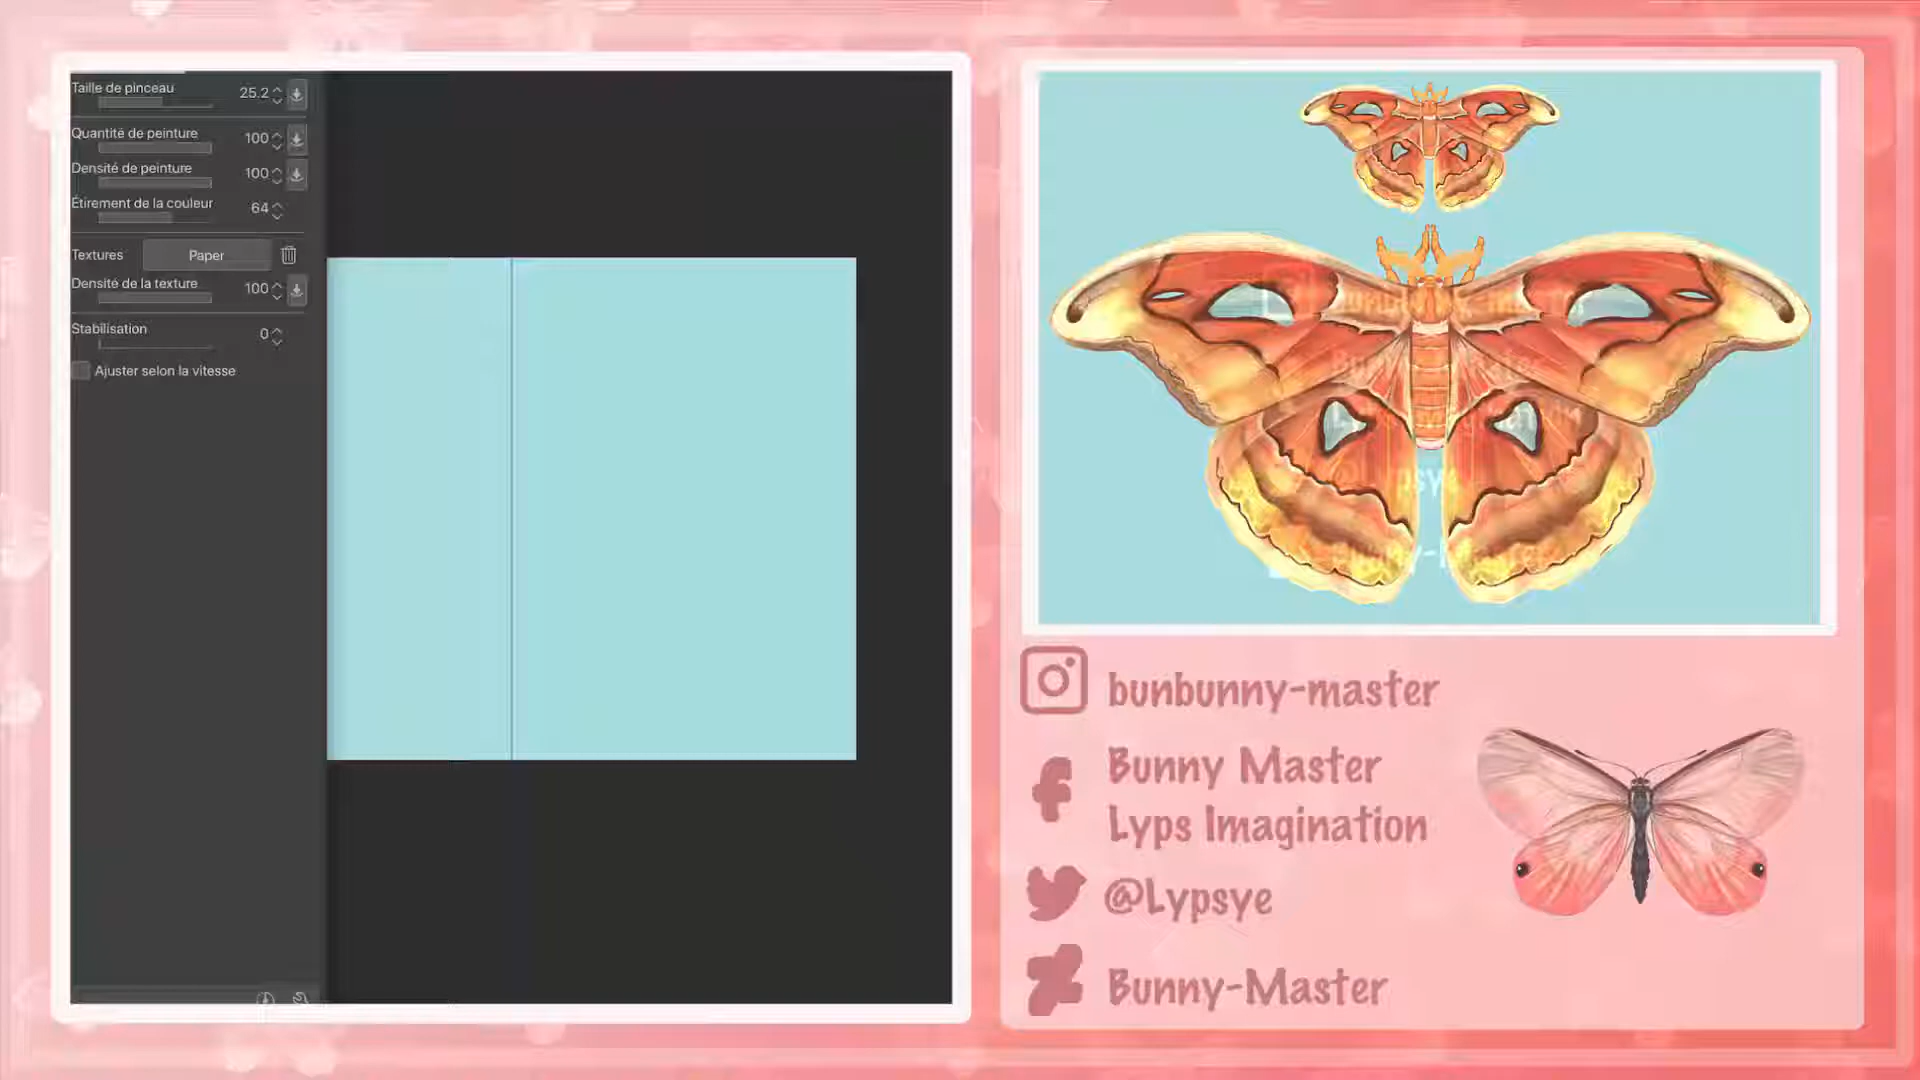 Taille de pinceau 25.2
Quantité de peinture 100
Densité de peinture 100
Étirement de la couleur 64
Textures Paper
Densité de la texture 100
Stabilisation 0
Ajuster selon la vitesse
bunbunny-master
Bunny Master
Lyps Imagination
@Lypsye
Bunny-Master